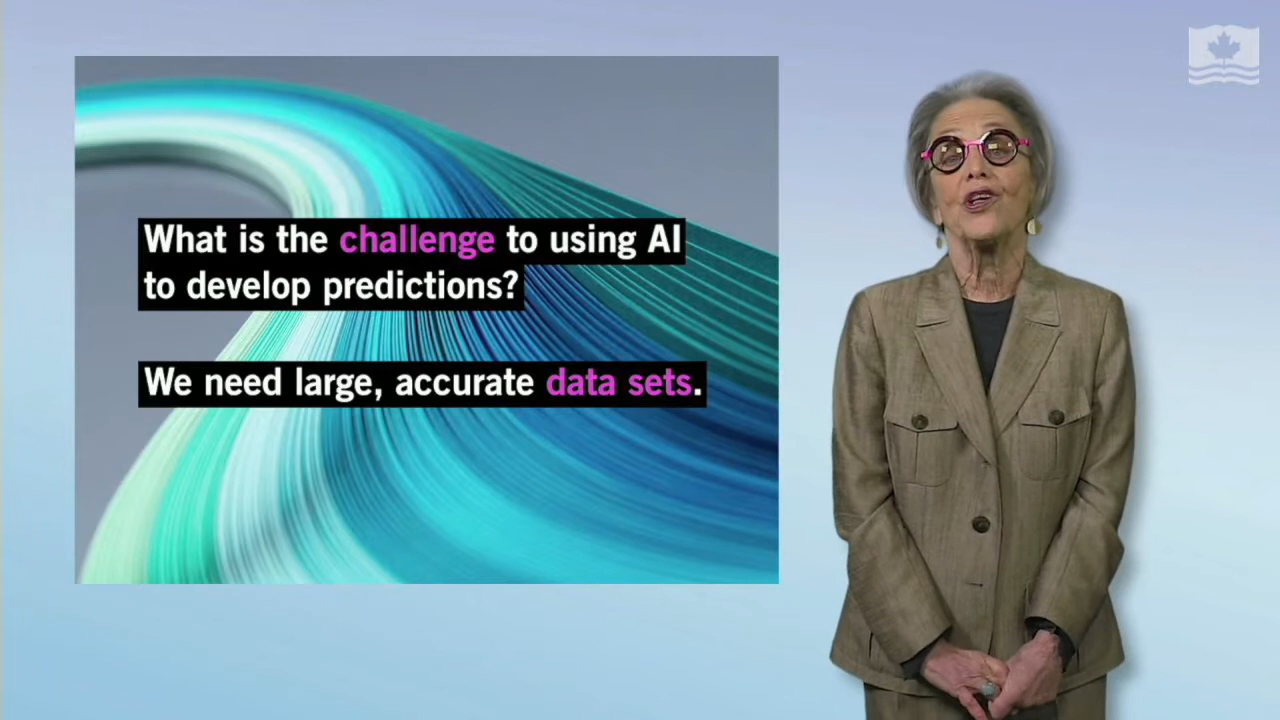 What is the challenge to using AI
to develop predictions?
We need large, accurate data sets.